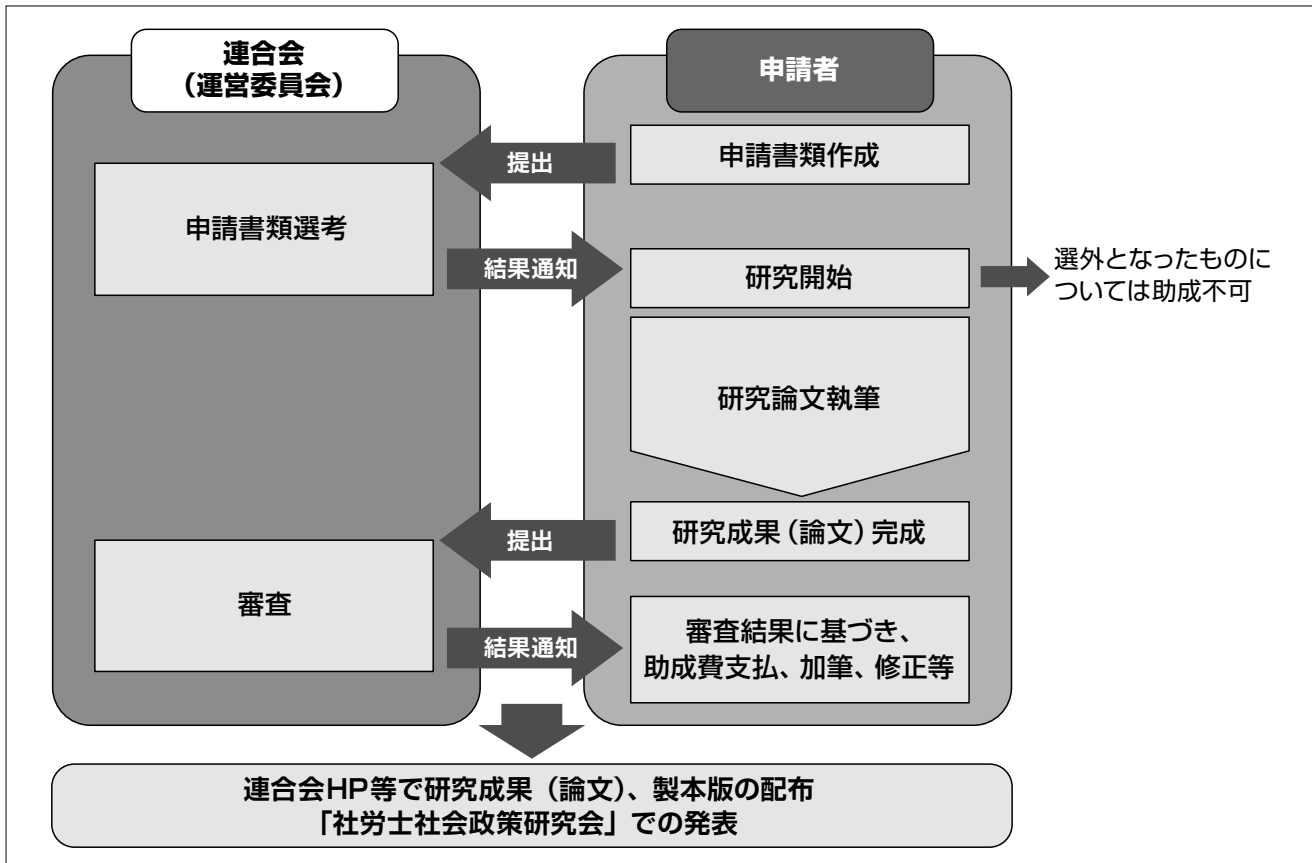 連合会
（運営委員会）
申請者
申請書類作成
提出
申請書類選考
結果通知
研究開始
選外となったものに
ついては助成不可
研究論文執筆
研究成果（論文）完成
提出
審査
結果通知
審査結果に基づき、
助成費支払、加筆、修正等
連合会HP等で研究成果（論文）、製本版の配布
「社労士社会政策研究会」での発表